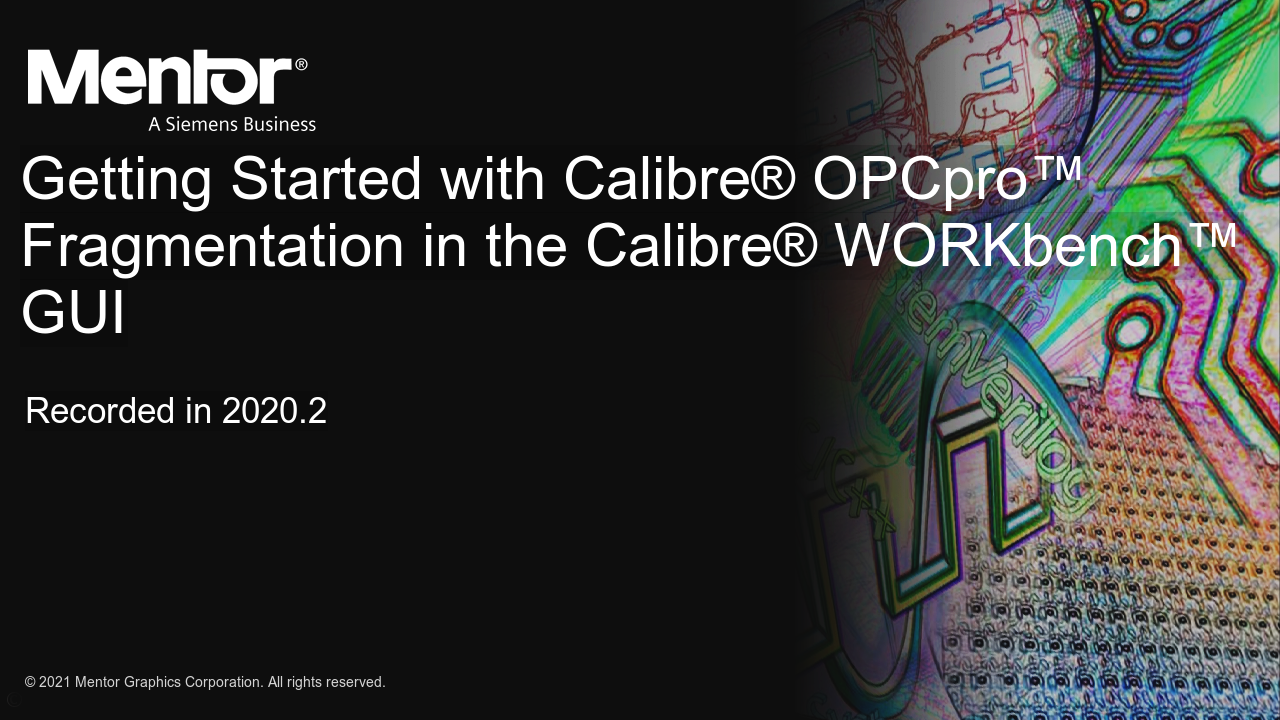 Mentor®
A Siemens Business
Getting Started with Calibre® OPCpro™
Fragmentation in the Calibre® WORKbench™
GUI
Recorded in 2020.2
© 2021 Mentor Graphics Corporation. All rights reserved.